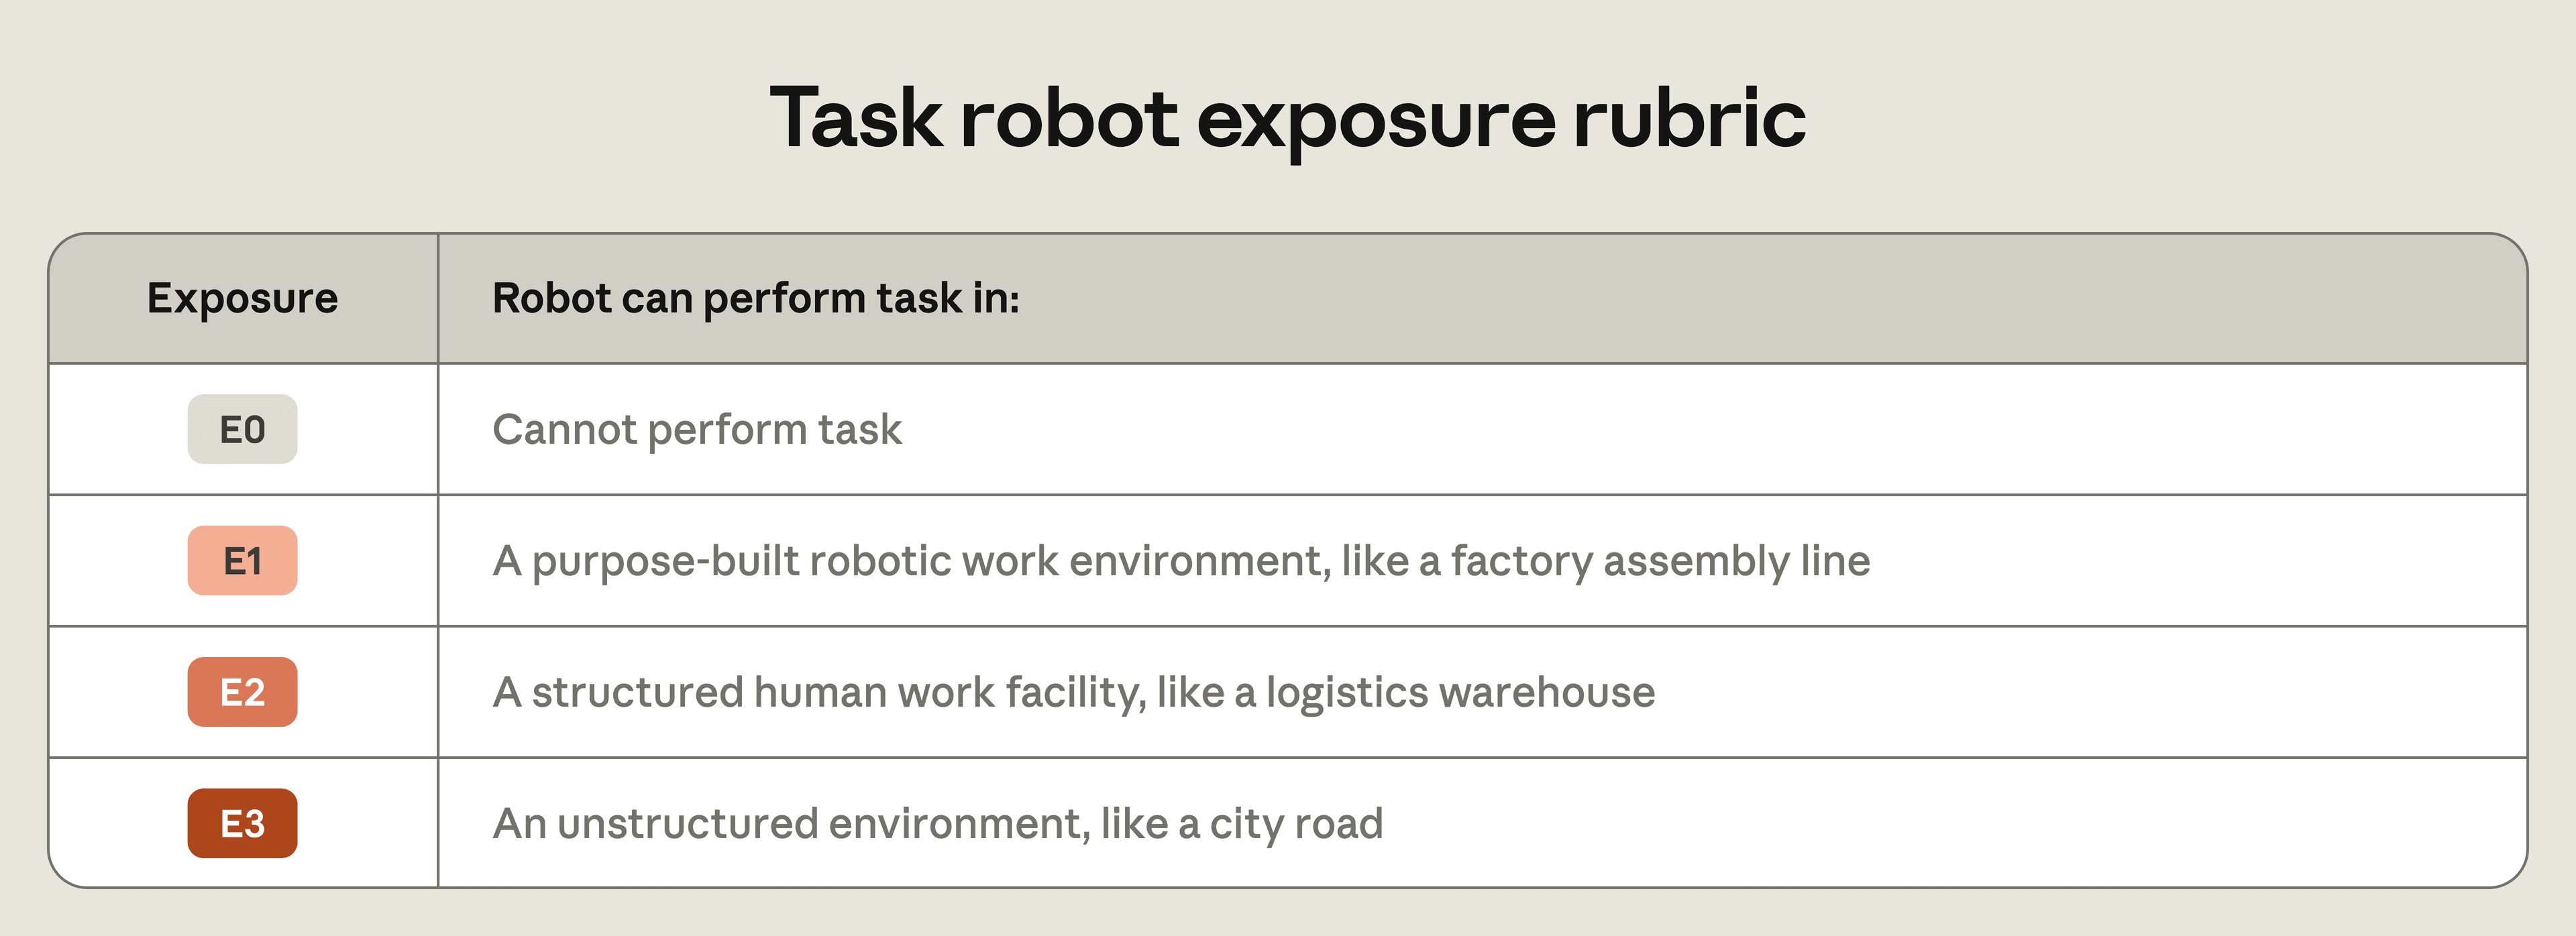 Task robot exposure rubric
Exposure
Robot can perform task in:
E0
Cannot perform task
E1
A purpose-built robotic work environment, like a factory assembly line
E2
A structured human work facility, like a logistics warehouse
E3
An unstructured environment, like a city road